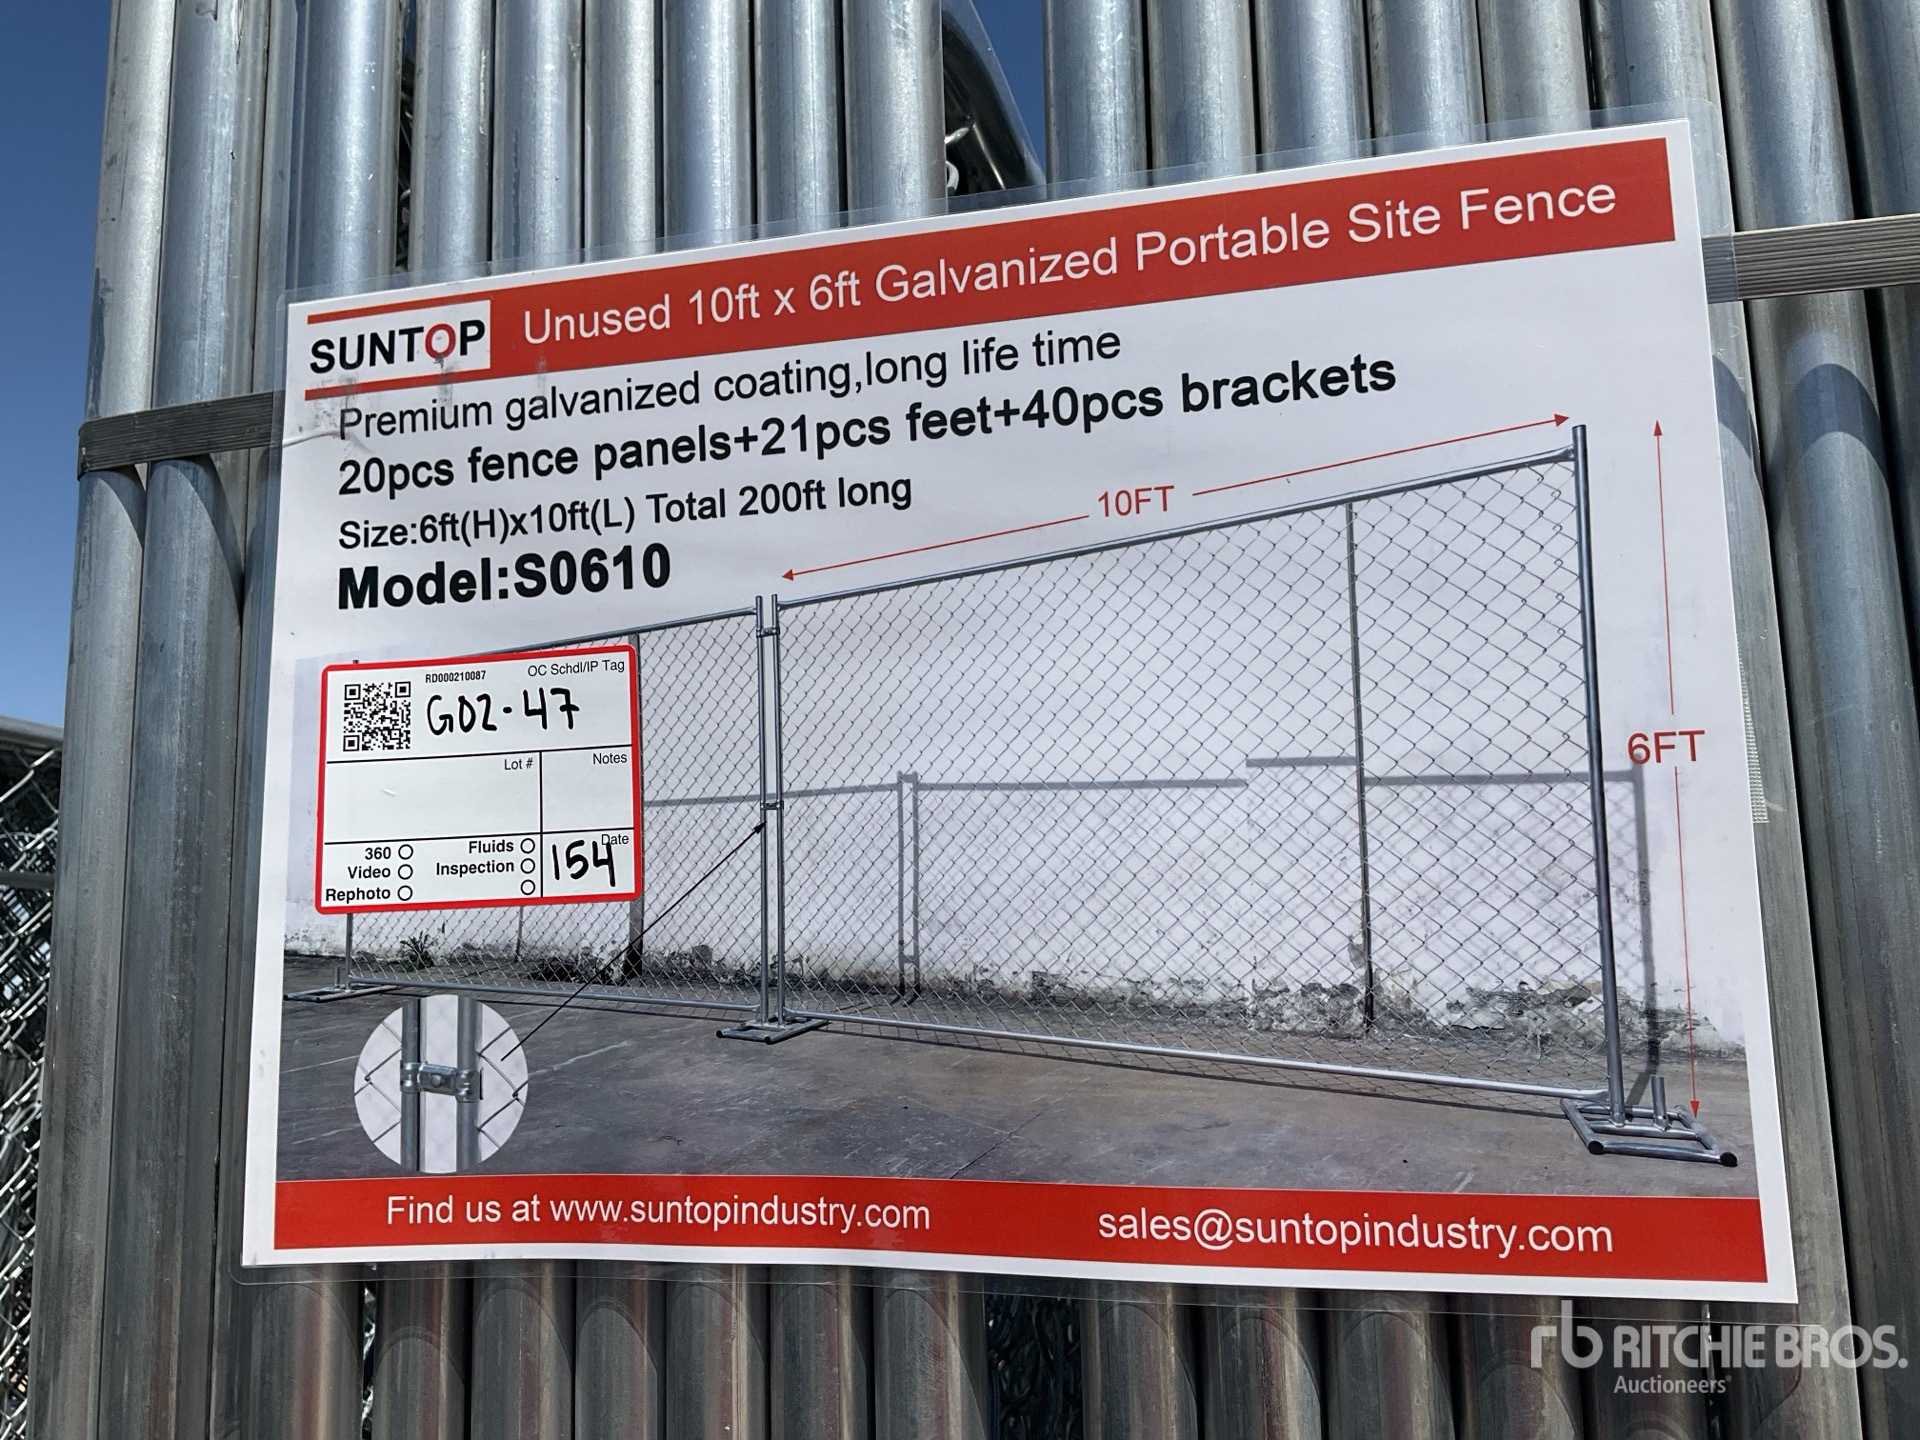 SUNTOP
Unused 10ft x 6ft Galvanized Portable Site Fence
Premium galvanized coating,long life time
20pcs fence panels+21pcs feet+40pcs brackets
Size:6ft(H)x10ft(L) Total 200ft long
Model:S0610
10FT
6FT
RD000210087
OC Schdl/IP Tag
G02-47
Lot #
Notes
360
Fluids
Date
Video
Inspection
154
Rephoto
Find us at www.suntopindustry.com
sales@suntopindustry.com
rb RITCHIE BROS.
Auctioneers